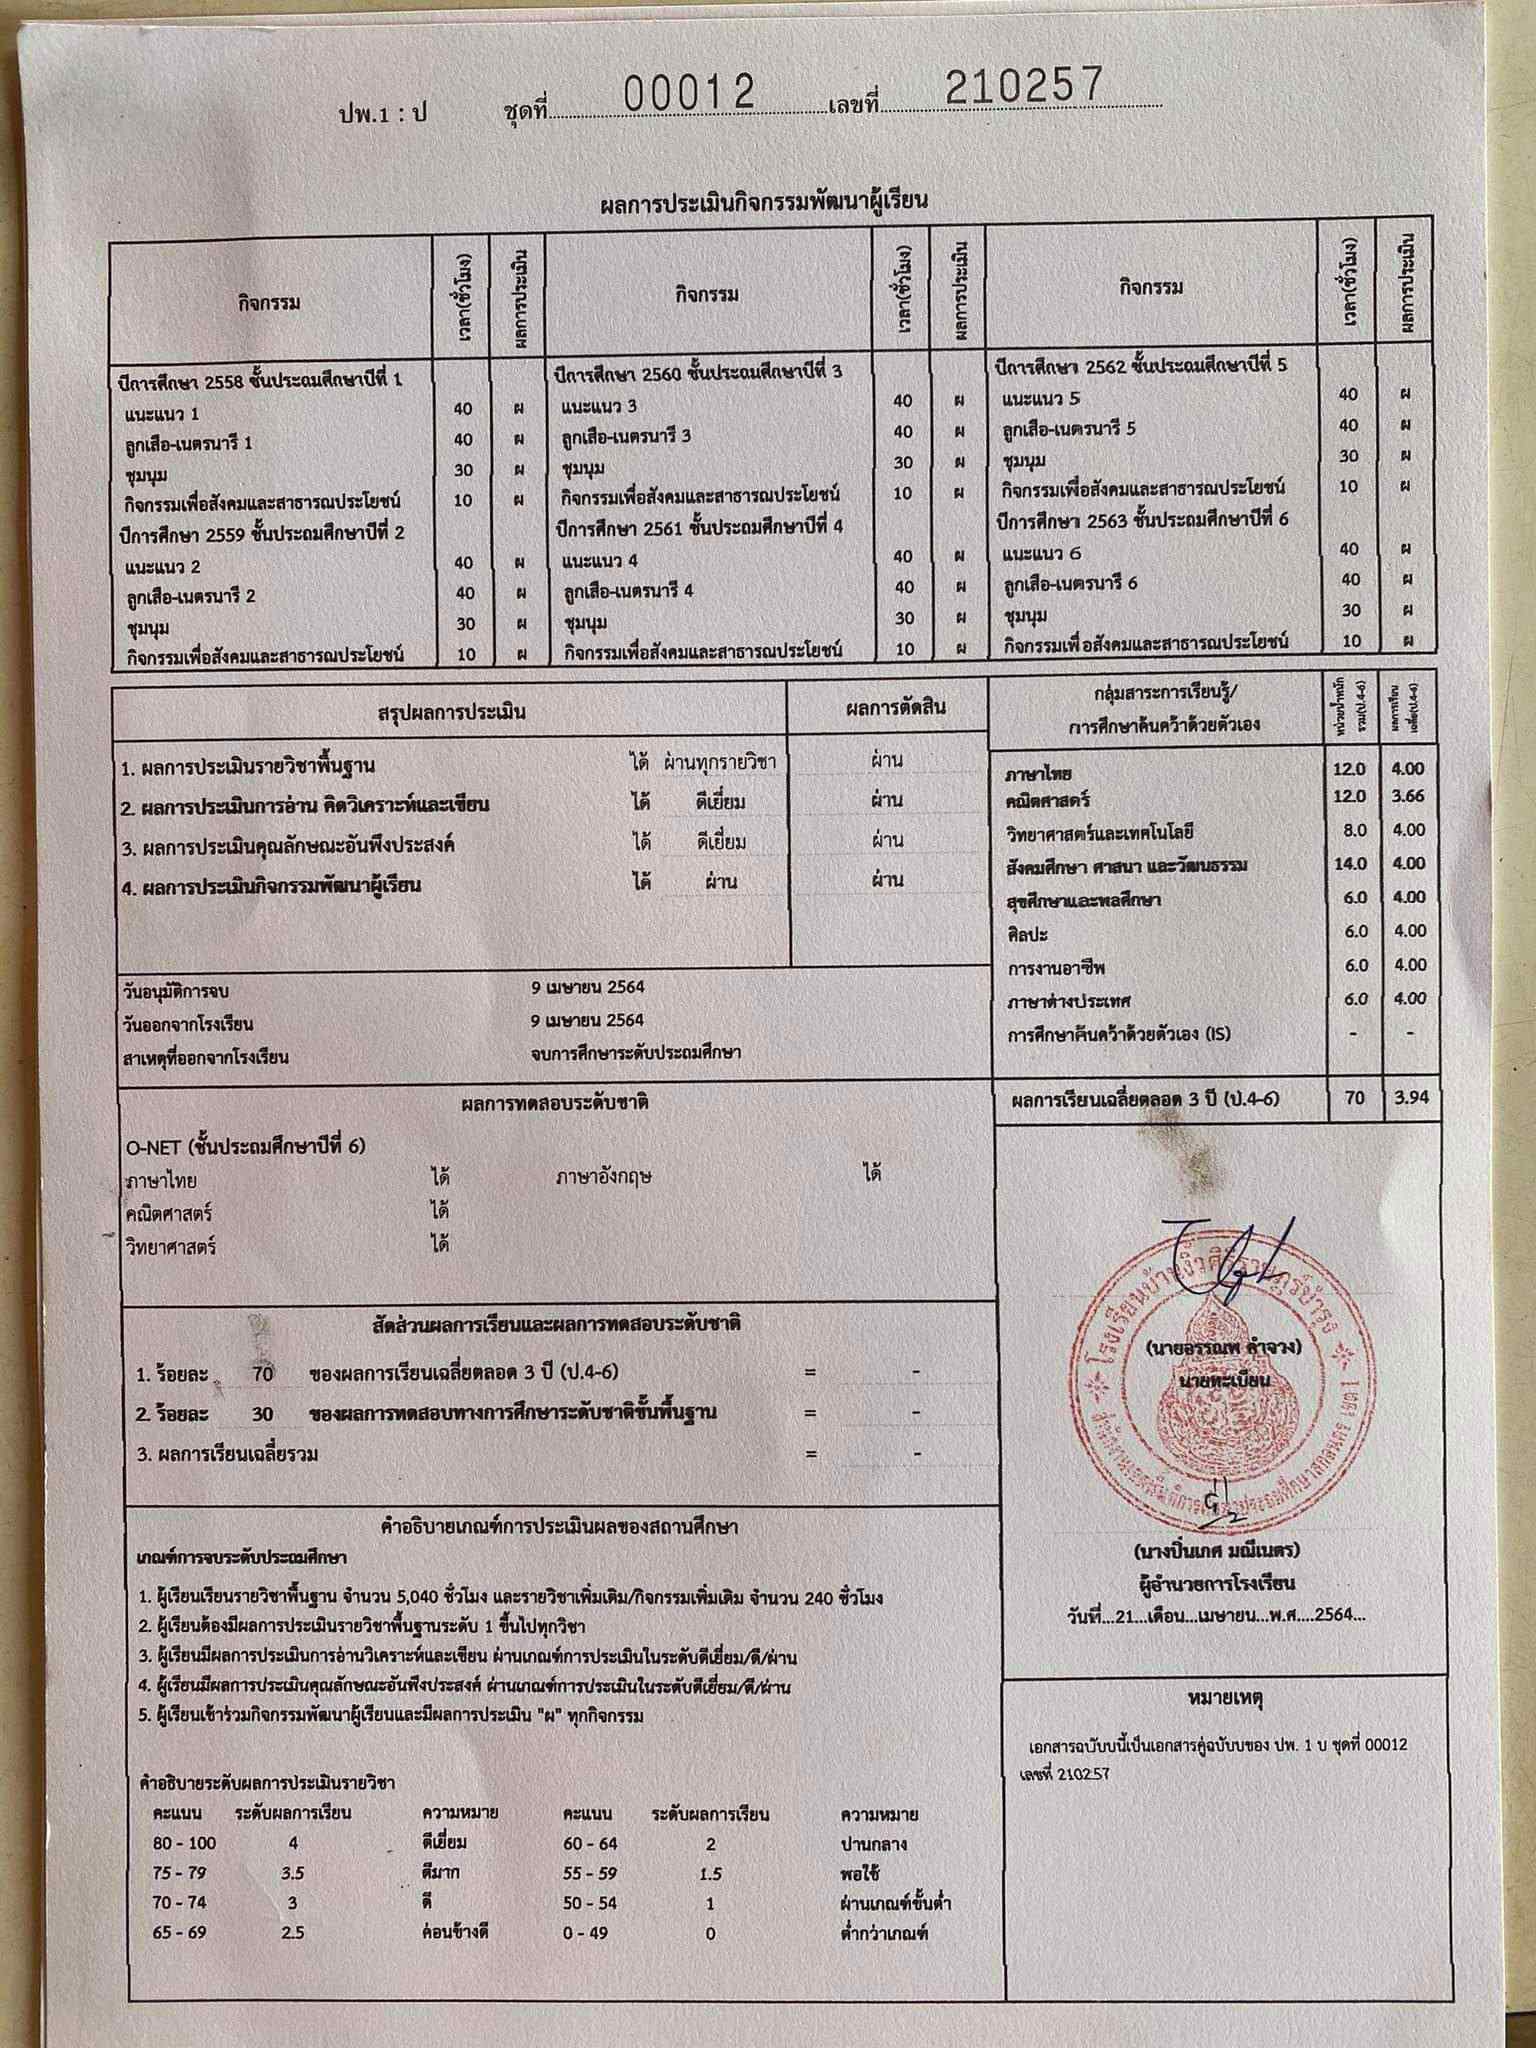 ปพ.1 : ป ชุดที่ 00012 เลขที่ 210257
ผลการประเมินกิจกรรมพัฒนาผู้เรียน
กิจกรรม เวลา(ชั่วโมง) ผลการประเมิน กิจกรรม เวลา(ชั่วโมง) ผลการประเมิน กิจกรรม เวลา(ชั่วโมง) ผลการประเมิน
ปีการศึกษา 2558 ชั้นประถมศึกษาปีที่ 1 ปีการศึกษา 2560 ชั้นประถมศึกษาปีที่ 3 ปีการศึกษา 2562 ชั้นประถมศึกษาปีที่ 5
แนะแนว 1 40 ผ แนะแนว 3 40 ผ แนะแนว 5 40 ผ
ลูกเสือ-เนตรนารี 1 40 ผ ลูกเสือ-เนตรนารี 3 40 ผ ลูกเสือ-เนตรนารี 5 40 ผ
ชุมนุม 30 ผ ชุมนุม 30 ผ ชุมนุม 30 ผ
กิจกรรมเพื่อสังคมและสาธารณประโยชน์ 10 ผ กิจกรรมเพื่อสังคมและสาธารณประโยชน์ 10 ผ กิจกรรมเพื่อสังคมและสาธารณประโยชน์ 10 ผ
ปีการศึกษา 2559 ชั้นประถมศึกษาปีที่ 2 ปีการศึกษา 2561 ชั้นประถมศึกษาปีที่ 4 ปีการศึกษา 2563 ชั้นประถมศึกษาปีที่ 6
แนะแนว 2 40 ผ แนะแนว 4 40 ผ แนะแนว 6 40 ผ
ลูกเสือ-เนตรนารี 2 40 ผ ลูกเสือ-เนตรนารี 4 40 ผ ลูกเสือ-เนตรนารี 6 40 ผ
ชุมนุม 30 ผ ชุมนุม 30 ผ ชุมนุม 30 ผ
กิจกรรมเพื่อสังคมและสาธารณประโยชน์ 10 ผ กิจกรรมเพื่อสังคมและสาธารณประโยชน์ 10 ผ กิจกรรมเพื่อสังคมและสาธารณประโยชน์ 10 ผ
สรุปผลการประเมิน ผลการตัดสิน
1. ผลการประเมินรายวิชาพื้นฐาน ได้ ผ่านทุกรายวิชา ผ่าน
2. ผลการประเมินการอ่าน คิดวิเคราะห์และเขียน ได้ ดีเยี่ยม ผ่าน
3. ผลการประเมินคุณลักษณะอันพึงประสงค์ ได้ ดีเยี่ยม ผ่าน
4. ผลการประเมินกิจกรรมพัฒนาผู้เรียน ได้ ผ่าน ผ่าน
วันอนุมัติการจบ 9 เมษายน 2564
วันออกจากโรงเรียน 9 เมษายน 2564
สาเหตุที่ออกจากโรงเรียน จบการศึกษาระดับประถมศึกษา
กลุ่มสาระการเรียนรู้/
การศึกษาค้นคว้าด้วยตัวเอง
หน่วยน้ำหนัก
รวม(ป.4-6)
ผลการเรียน
เฉลี่ย(ป.4-6)
ภาษาไทย 12.0 4.00
คณิตศาสตร์ 12.0 3.66
วิทยาศาสตร์และเทคโนโลยี 8.0 4.00
สังคมศึกษา ศาสนา และวัฒนธรรม 14.0 4.00
สุขศึกษาและพลศึกษา 6.0 4.00
ศิลปะ 6.0 4.00
การงานอาชีพ 6.0 4.00
ภาษาต่างประเทศ 6.0 4.00
การศึกษาค้นคว้าด้วยตัวเอง (IS) - -
ผลการเรียนเฉลี่ยตลอด 3 ปี (ป.4-6) 70 3.94
ผลการทดสอบระดับชาติ
O-NET (ชั้นประถมศึกษาปีที่ 6)
ภาษาไทย ได้ ภาษาอังกฤษ ได้
คณิตศาสตร์ ได้
วิทยาศาสตร์ ได้
สัดส่วนผลการเรียนและผลการทดสอบระดับชาติ
1. ร้อยละ 70 ของผลการเรียนเฉลี่ยตลอด 3 ปี (ป.4-6) = -
2. ร้อยละ 30 ของผลการทดสอบทางการศึกษาระดับชาติขั้นพื้นฐาน = -
3. ผลการเรียนเฉลี่ยรวม = -
คำอธิบายเกณฑ์การประเมินผลของสถานศึกษา
เกณฑ์การจบระดับประถมศึกษา
1. ผู้เรียนเรียนรายวิชาพื้นฐาน จำนวน 5,040 ชั่วโมง และรายวิชาเพิ่มเติม/กิจกรรมเพิ่มเติม จำนวน 240 ชั่วโมง
2. ผู้เรียนต้องมีผลการประเมินรายวิชาพื้นฐานระดับ 1 ขึ้นไปทุกวิชา
3. ผู้เรียนมีผลการประเมินการอ่านวิเคราะห์และเขียน ผ่านเกณฑ์การประเมินในระดับดีเยี่ยม/ดี/ผ่าน
4. ผู้เรียนมีผลการประเมินคุณลักษณะอันพึงประสงค์ ผ่านเกณฑ์การประเมินในระดับดีเยี่ยม/ดี/ผ่าน
5. ผู้เรียนเข้าร่วมกิจกรรมพัฒนาผู้เรียนและมีผลการประเมิน "ผ" ทุกกิจกรรม
คำอธิบายระดับผลการประเมินรายวิชา
คะแนน ระดับผลการเรียน ความหมาย คะแนน ระดับผลการเรียน ความหมาย
80 - 100 4 ดีเยี่ยม 60 - 64 2 ปานกลาง
75 - 79 3.5 ดีมาก 55 - 59 1.5 พอใช้
70 - 74 3 ดี 50 - 54 1 ผ่านเกณฑ์ขั้นต่ำ
65 - 69 2.5 ค่อนข้างดี 0 - 49 0 ต่ำกว่าเกณฑ์
โรงเรียนบ้านงิ้วศิริราษฎร์บำรุง
(นายอรรณพ ลำจวง)
นายทะเบียน
(นางปิ่นเกศ มณีเนตร)
ผู้อำนวยการโรงเรียน
วันที่...21...เดือน...เมษายน...พ.ศ....2564...
หมายเหตุ
เอกสารฉบับบนี้เป็นเอกสารคู่ฉบับบของ ปพ. 1 บ ชุดที่ 00012
เลขที่ 210257